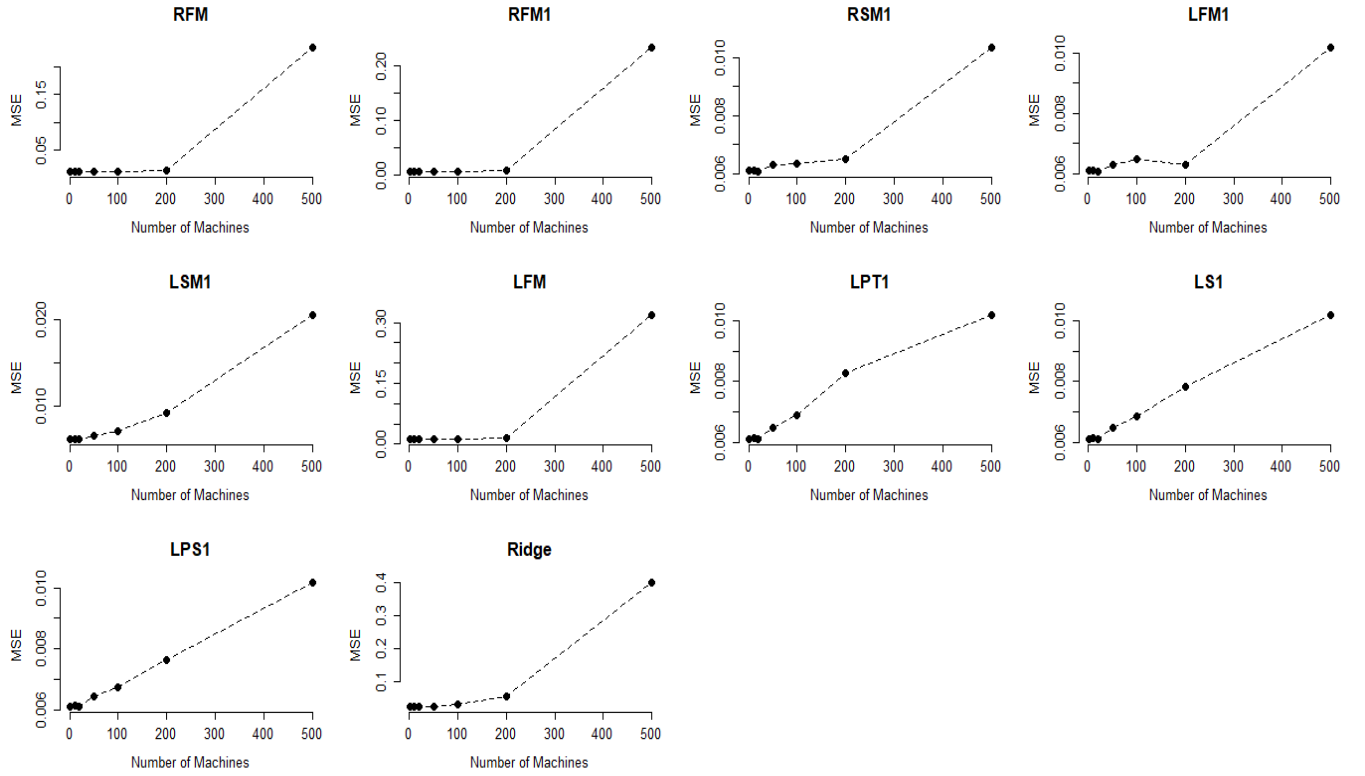 RFM
RFM1
RSM1
LFM1
MSE
0.05
0.15
MSE
0.00
0.10
0.20
MSE
0.006
0.008
0.010
MSE
0.006
0.008
0.010
0 100 200 300 400 500
0 100 200 300 400 500
0 100 200 300 400 500
0 100 200 300 400 500
Number of Machines
Number of Machines
Number of Machines
Number of Machines
LSM1
LFM
LPT1
LS1
MSE
0.010
0.020
MSE
0.00
0.15
0.30
MSE
0.006
0.008
0.010
MSE
0.006
0.008
0.010
0 100 200 300 400 500
0 100 200 300 400 500
0 100 200 300 400 500
0 100 200 300 400 500
Number of Machines
Number of Machines
Number of Machines
Number of Machines
LPS1
Ridge
MSE
0.006
0.008
0.010
MSE
0.1
0.2
0.3
0.4
0 100 200 300 400 500
0 100 200 300 400 500
Number of Machines
Number of Machines